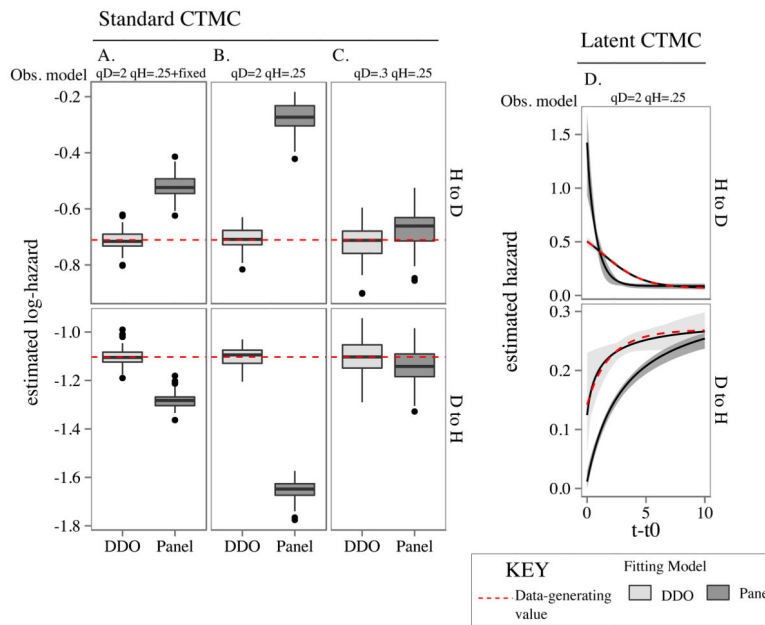 Standard CTMC
A. B. C.
Obs. model qD=2 qH=.25+fixed qD=2 qH=.25 qD=.3 qH=.25
-0.2
-0.4
-0.6
-0.8
H to D
-1.0
-1.2
-1.4
-1.6
-1.8
D to H
estimated log-hazard
DDO Panel DDO Panel DDO Panel
Latent CTMC
D.
Obs. model qD=2 qH=.25
1.5
1.0
0.5
0.0
H to D
0.3
0.2
0.1
0.0
D to H
estimated hazard
0 5 10
t-t0
KEY Fitting Model
Data-generating value DDO Pane